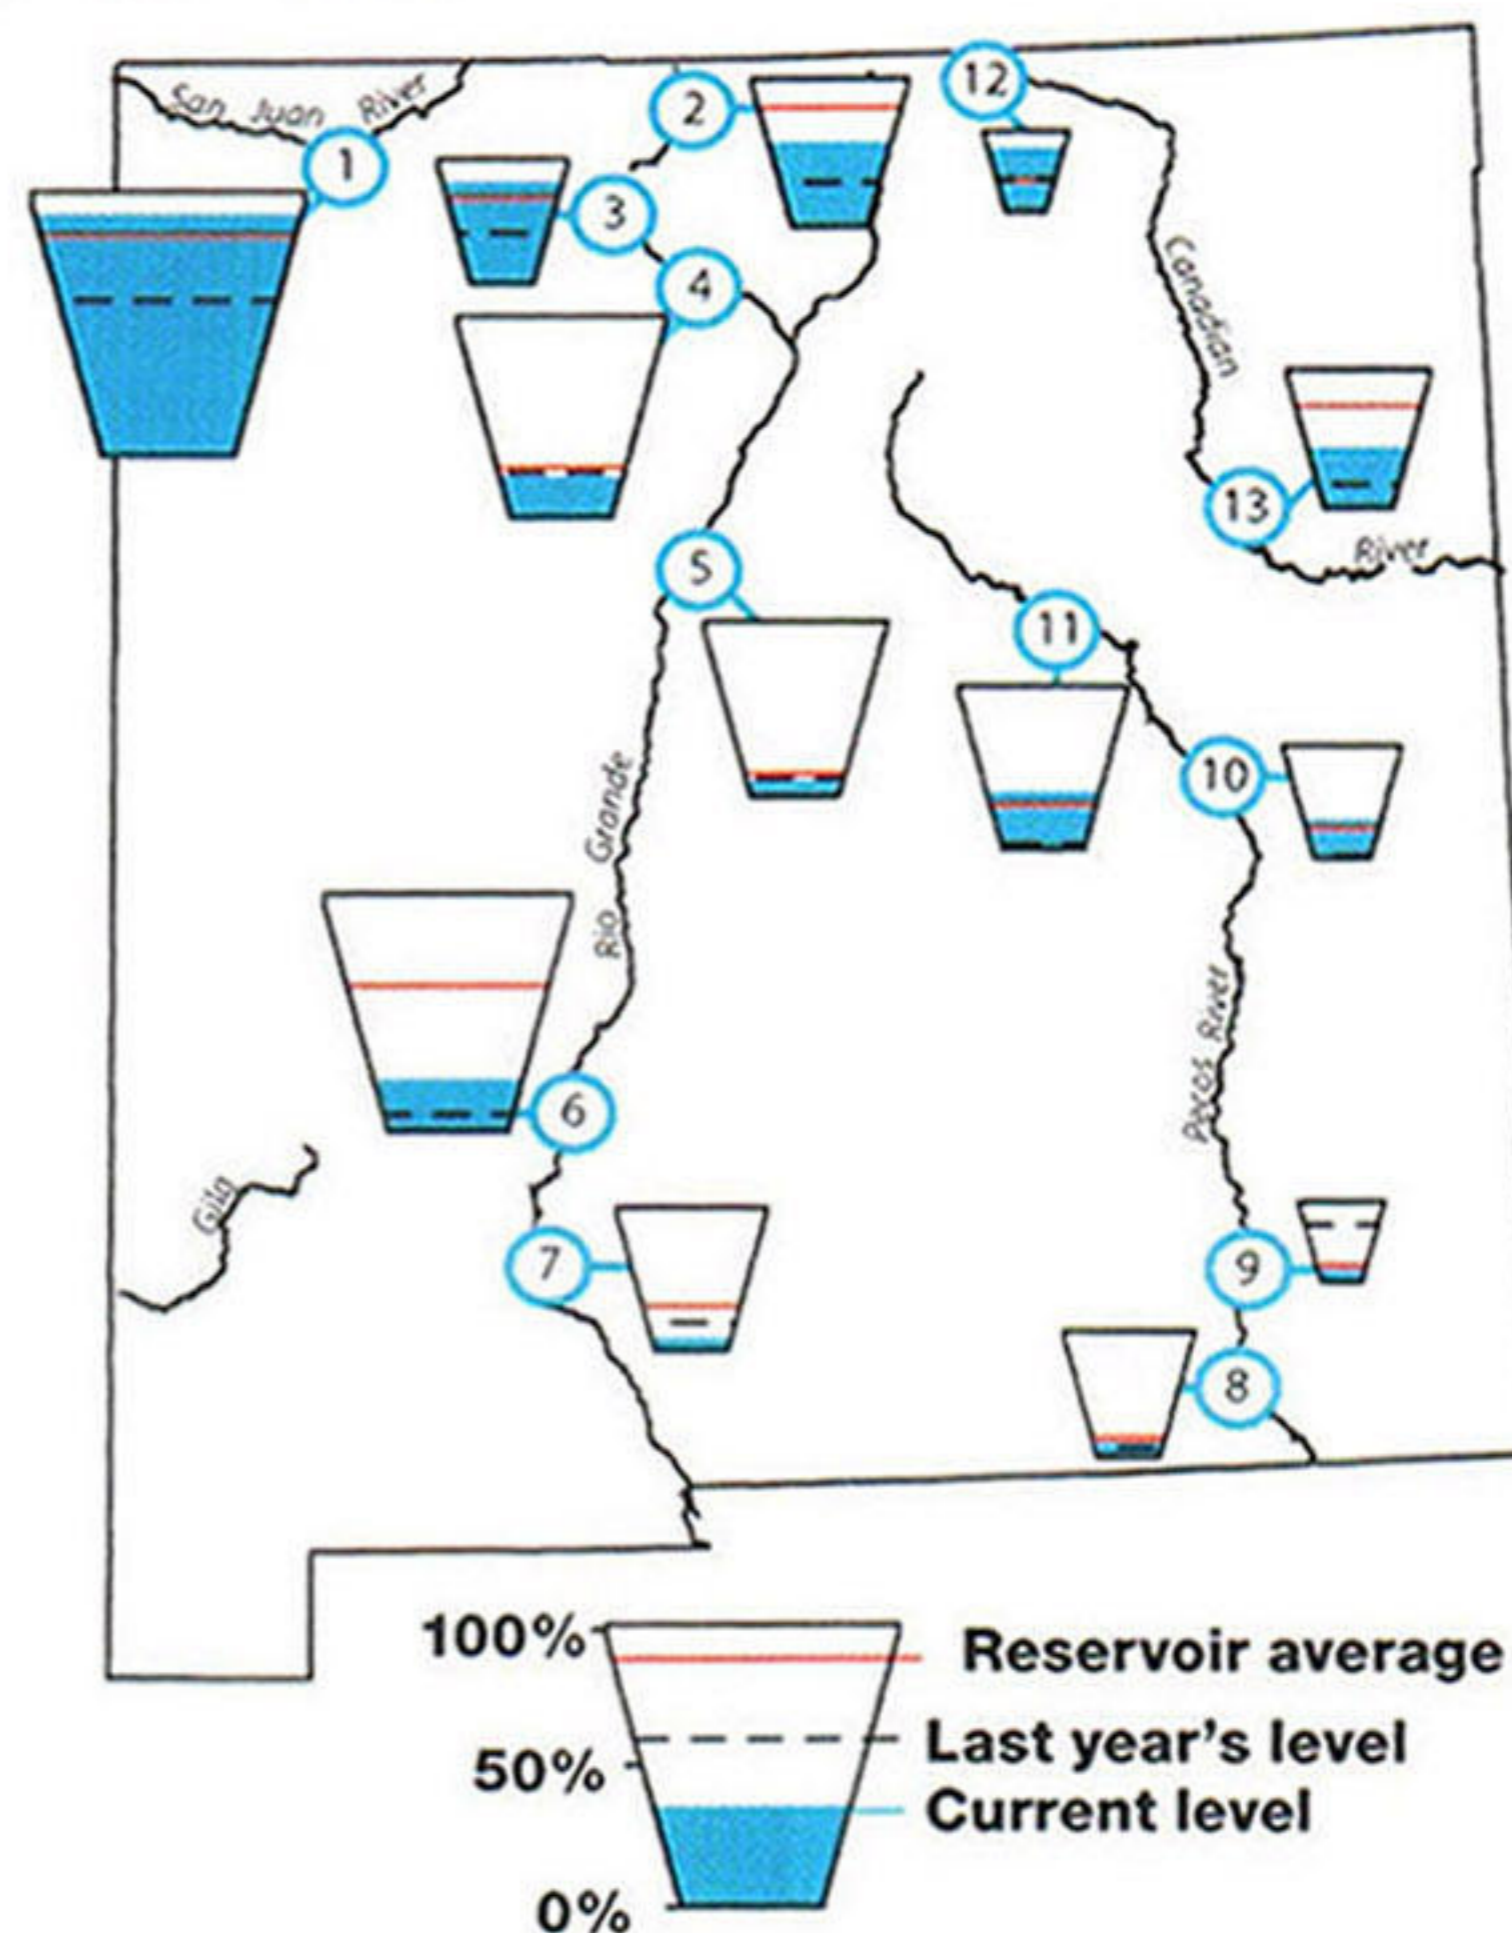 San Juan River
1
2
12
3
4
Canadian
13
River
5
11
10
Rio Grande
Pecos River
6
Gila
7
9
8
100%
Reservoir average
Last year's level
50%
Current level
0%